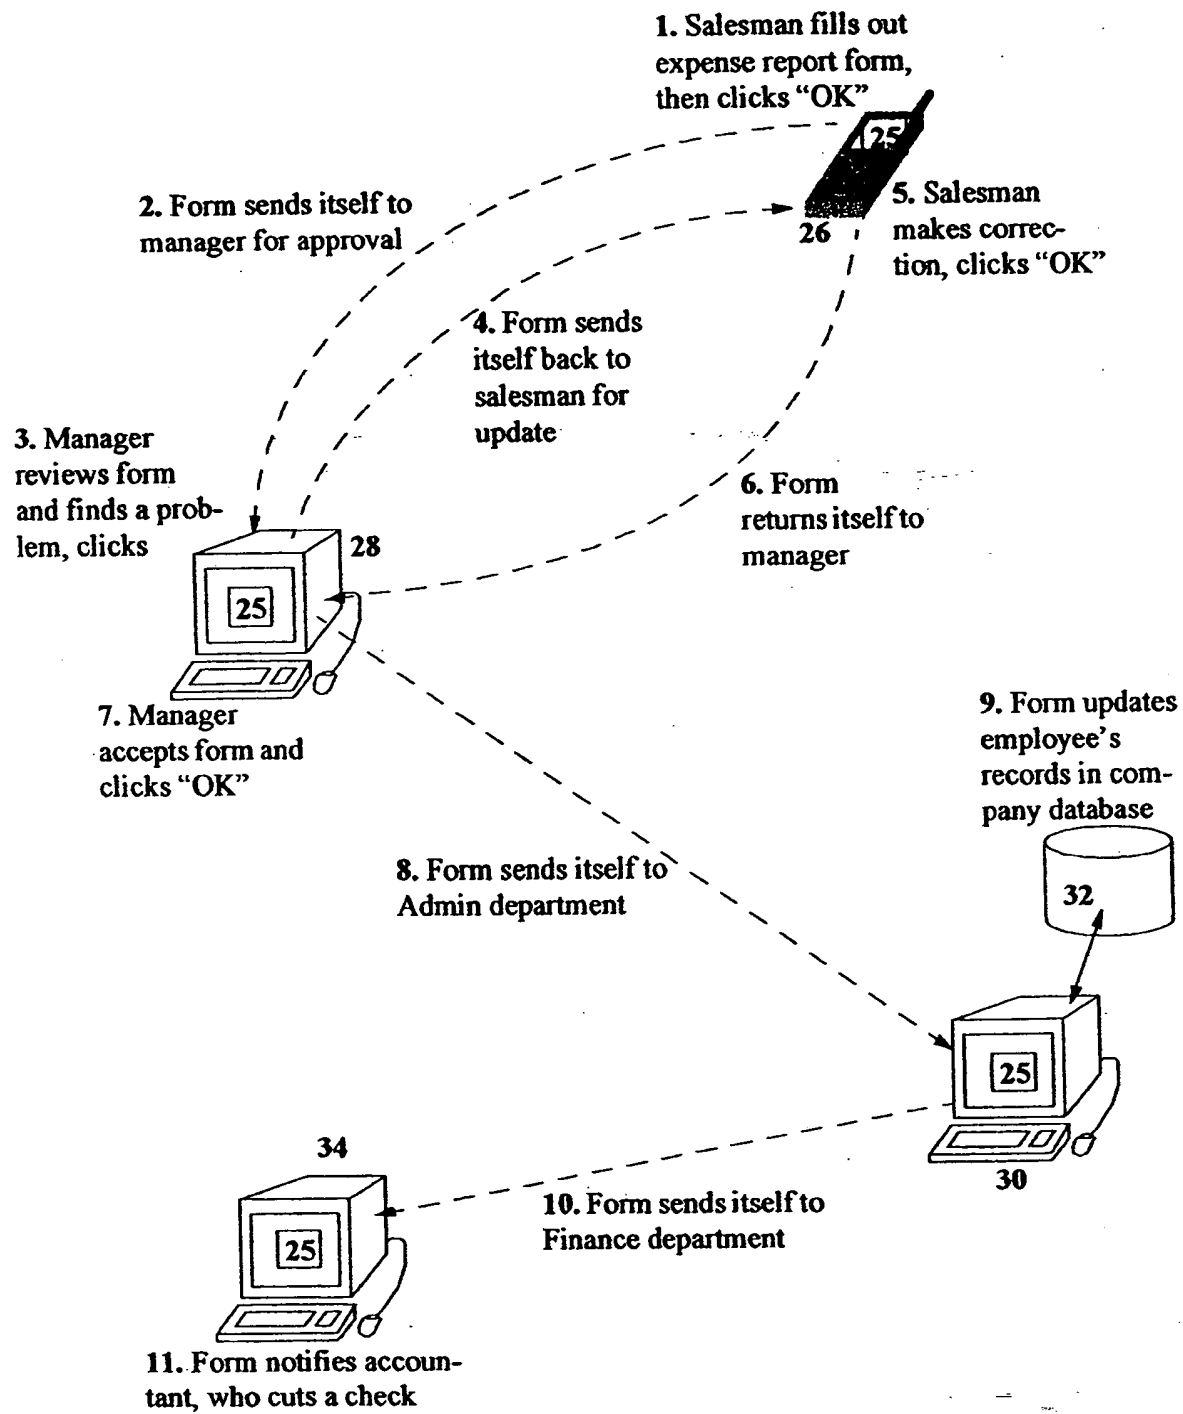 1. Salesman fills out
expense report form,
then clicks “OK”
25
2. Form sends itself to
manager for approval
5. Salesman
makes correc-
tion, clicks “OK”
26
4. Form sends
itself back to
salesman for
update
3. Manager
reviews form
and finds a prob-
lem, clicks
28
6. Form
returns itself to
manager
25
7. Manager
accepts form and
clicks “OK”
9. Form updates
employee’s
records in com-
pany database
8. Form sends itself to
Admin department
32
25
30
34
10. Form sends itself to
Finance department
25
11. Form notifies accoun-
tant, who cuts a check